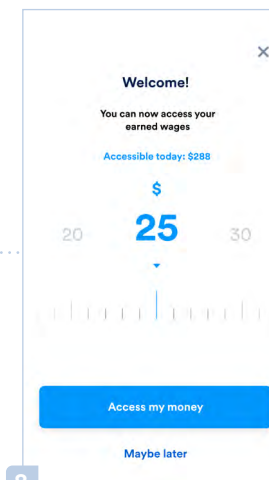 ×
Welcome!
You can now access your
earned wages
Accessible today: $288
$
20 25 30
Access my money
Maybe later